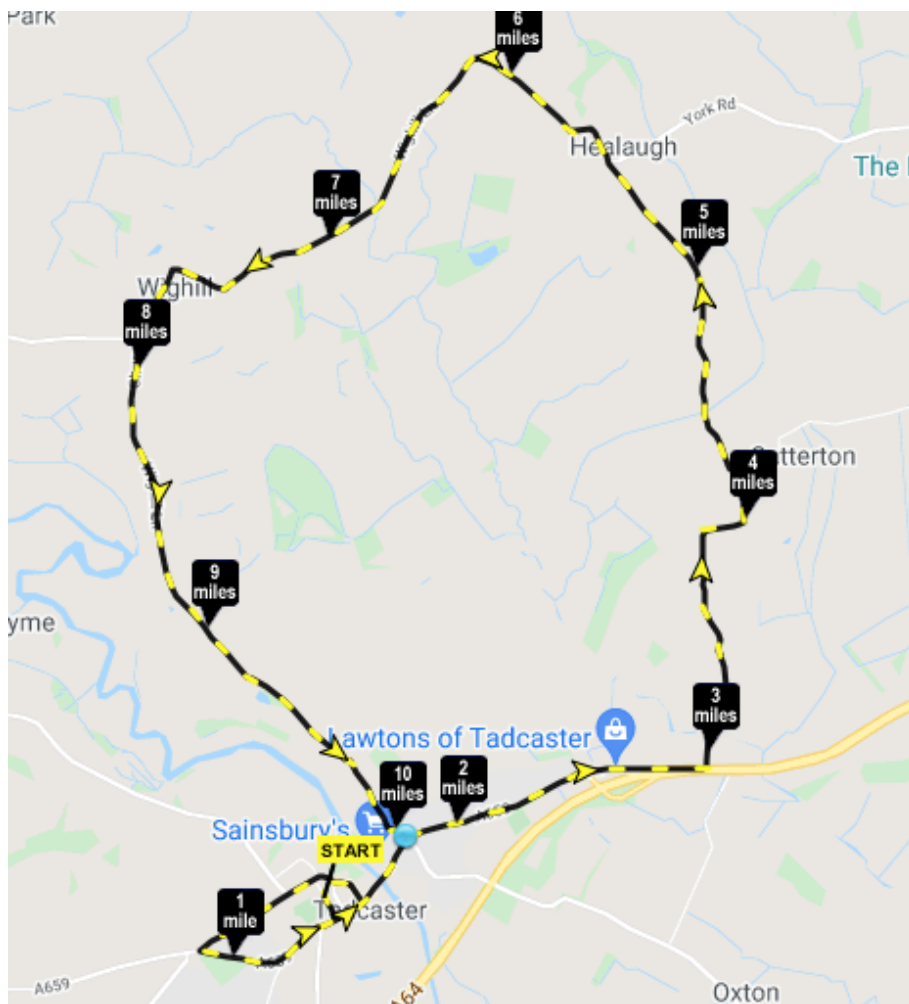 Park
6
miles
York Rd
Healaugh
The
7
miles
5
miles
Wighill
8
miles
4
miles
9
miles
yme
3
miles
Lawtons of Tadcaster
10
miles
2
miles
Sainsbury's
START
1
mile
Tadcaster
A659
A64
Oxton